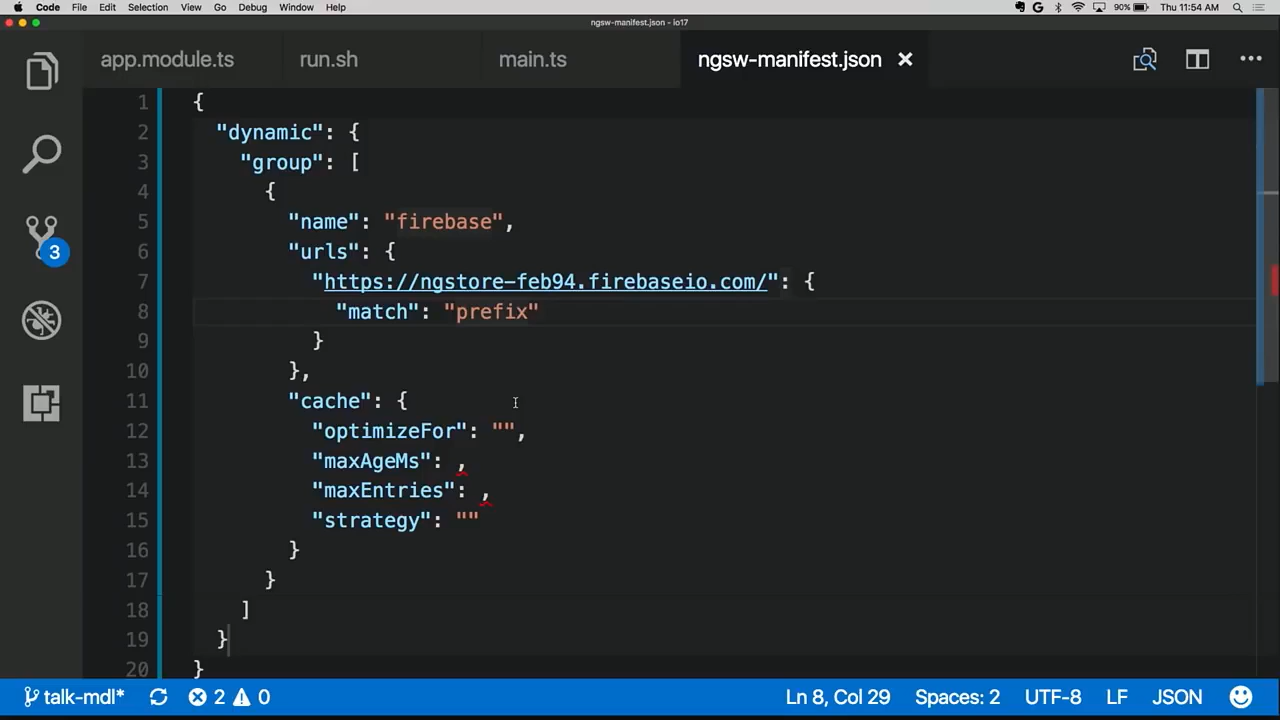 Code File Edit Selection View Go Debug Window Help 90% Thu 11:54 AM
ngsw-manifest.json - io17
app.module.ts run.sh main.ts ngsw-manifest.json
1 {
2 "dynamic": {
3 "group": [
4 {
5 "name": "firebase",
6 "urls": {
7 "https://ngstore-feb94.firebaseio.com/": {
8 "match": "prefix"
9 }
10 },
11 "cache": {
12 "optimizeFor": "",
13 "maxAgeMs": ,
14 "maxEntries": ,
15 "strategy": ""
16 }
17 }
18 ]
19 }
20 }
3
talk-mdl* 2 0 Ln 8, Col 29 Spaces: 2 UTF-8 LF JSON